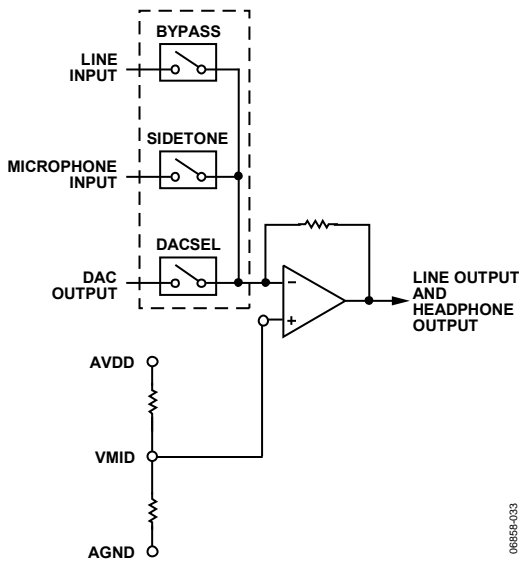 BYPASS
LINE
INPUT
SIDETONE
MICROPHONE
INPUT
DACSEL
DAC
OUTPUT
−
+
LINE OUTPUT
AND
HEADPHONE
OUTPUT
AVDD
VMID
AGND
06858-033